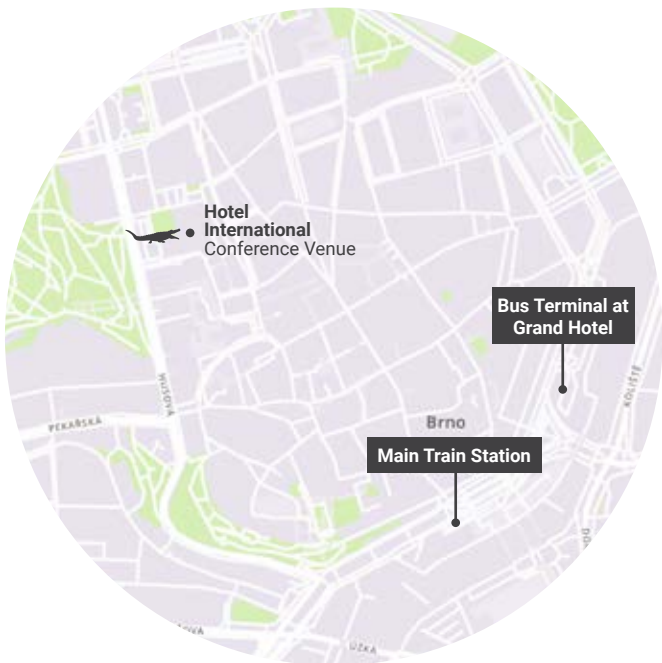 Hotel
International
Conference Venue
Bus Terminal at
Grand Hotel
KOLIŠTĚ
HUSOVA
PEKAŘSKÁ
Brno
Main Train Station
ÚZKÁ